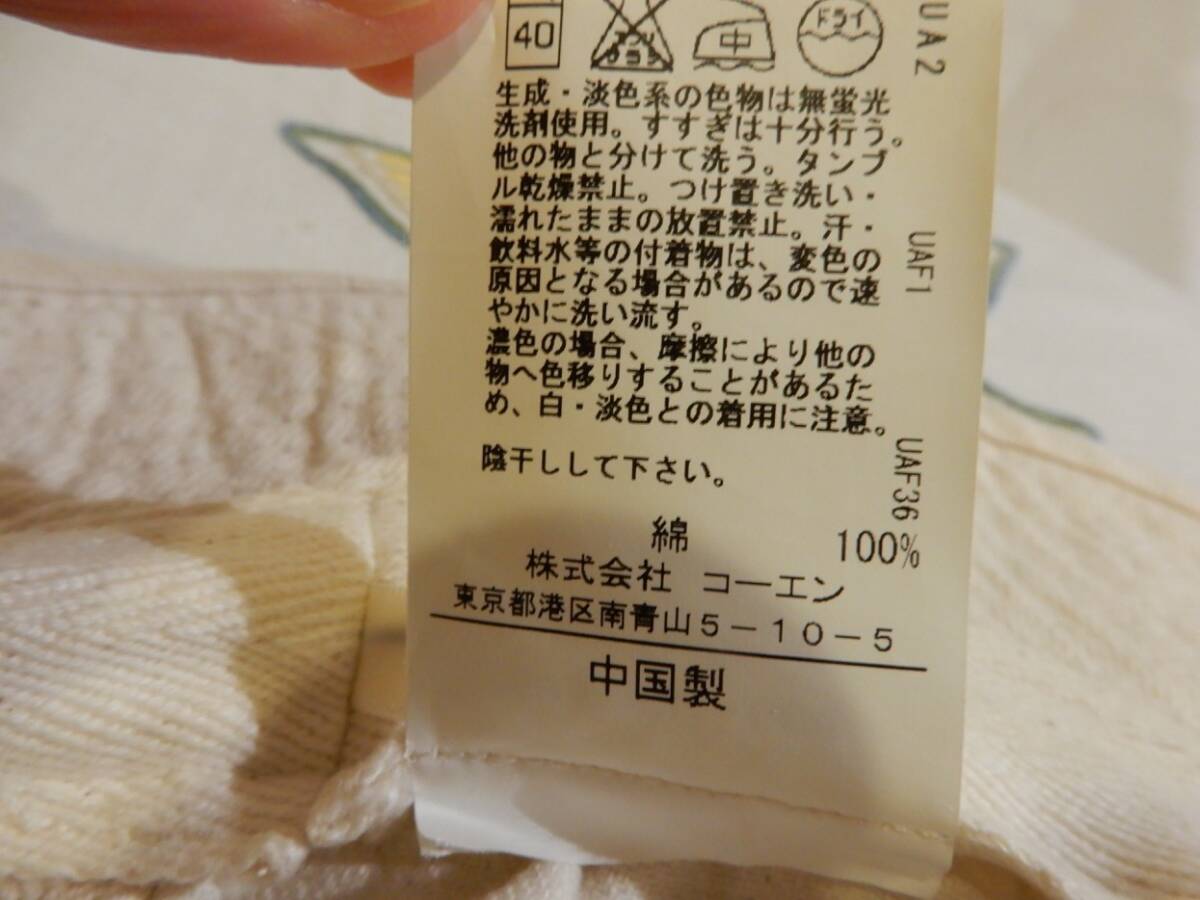 40
エンソ
サラシ
中
ドライ
UA2
生成・淡色系の色物は無蛍光
洗剤使用。すすぎは十分行う。
他の物と分けて洗う。タンブ
ル乾燥禁止。つけ置き洗い・
濡れたままの放置禁止。汗・
飲料水等の付着物は、変色の
原因となる場合があるので速
やかに洗い流す。
UAF1
濃色の場合、摩擦により他の
物へ色移りすることがあるた
め、白・淡色との着用に注意。
陰干しして下さい。
UAF36
綿 100%
株式会社 コーエン
東京都港区南青山5-10-5
中国製